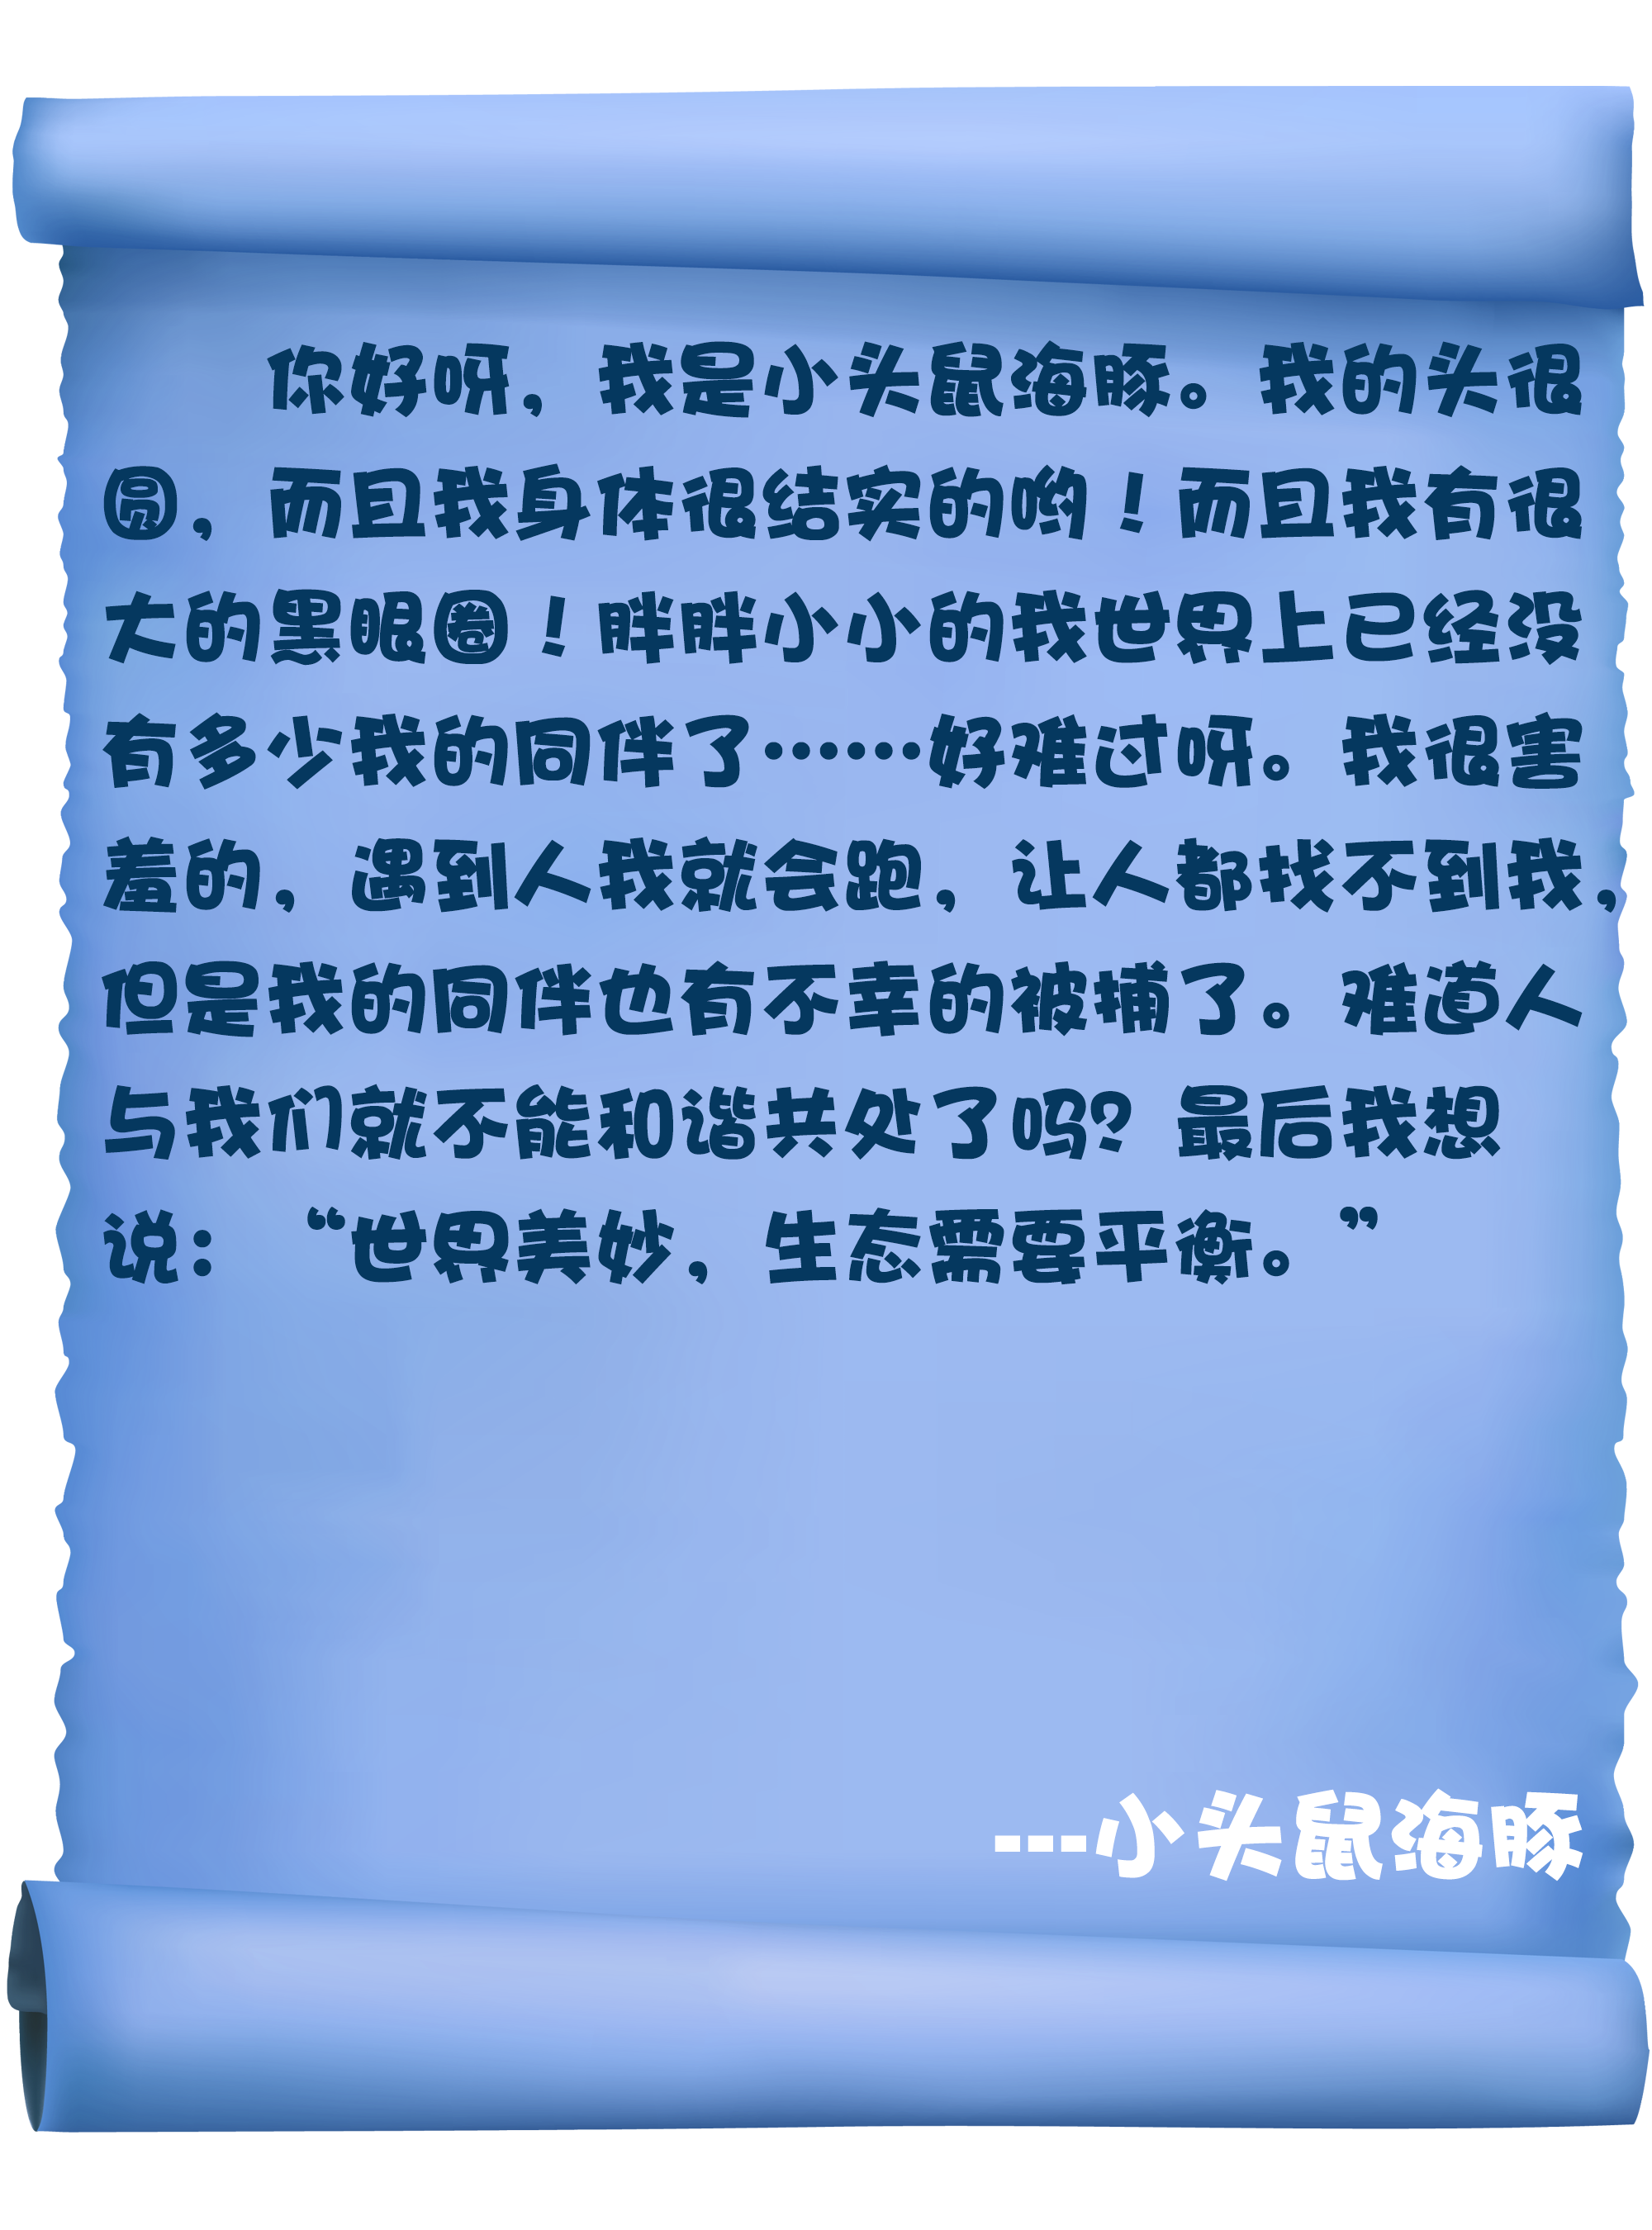 你好呀，我是小头鼠海豚。我的头很
圆，而且我身体很结实的哟！而且我有很
大的黑眼圈！胖胖小小的我世界上已经没
有多少我的同伴了……好难过呀。我很害
羞的，遇到人我就会跑，让人都找不到我，
但是我的同伴也有不幸的被捕了。难道人
与我们就不能和谐共处了吗？最后我想
说：“世界美妙，生态需要平衡。”
---小头鼠海豚